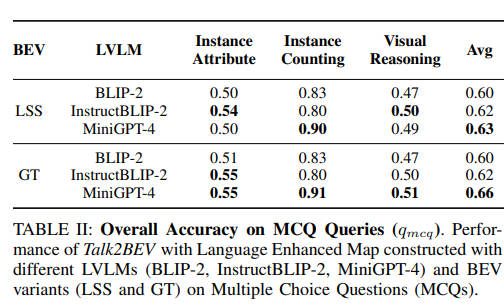 BEV LVLM Instance Attribute Instance Counting Visual Reasoning Avg
LSS
BLIP-2 0.50 0.83 0.47 0.60
InstructBLIP-2 0.54 0.80 0.50 0.62
MiniGPT-4 0.50 0.90 0.49 0.63
GT
BLIP-2 0.51 0.83 0.47 0.60
InstructBLIP-2 0.55 0.80 0.50 0.62
MiniGPT-4 0.55 0.91 0.51 0.66
TABLE II: Overall Accuracy on MCQ Queries (qmcq). Perfor-
mance of Talk2BEV with Language Enhanced Map constructed with
different LVLMs (BLIP-2, InstructBLIP-2, MiniGPT-4) and BEV
variants (LSS and GT) on Multiple Choice Questions (MCQs).